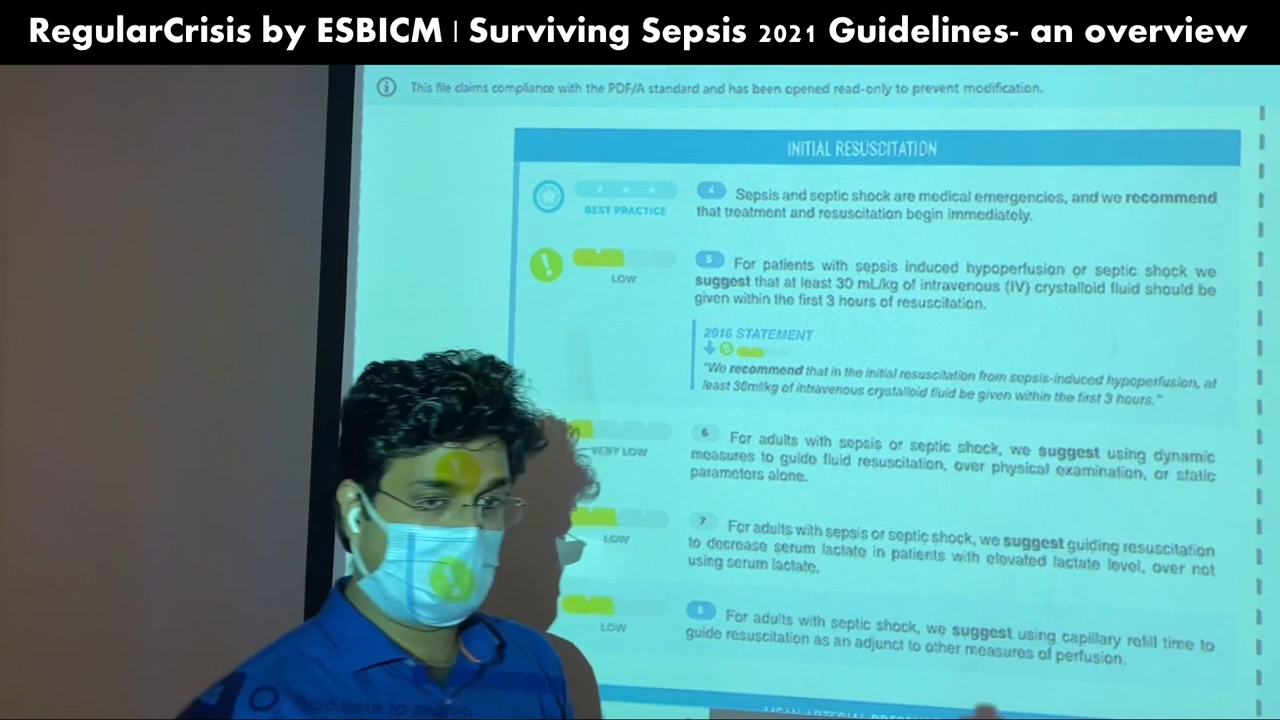 RegularCrisis by ESBICM | Surviving Sepsis 2021 Guidelines- an overview
This file claims compliance with the PDF/A standard and has been opened read-only to prevent modification.
INITIAL RESUSCITATION
BEST PRACTICE
4 Sepsis and septic shock are medical emergencies, and we recommend
that treatment and resuscitation begin immediately.
LOW
5 For patients with sepsis induced hypoperfusion or septic shock we
suggest that at least 30 mL/kg of intravenous (IV) crystalloid fluid should be
given within the first 3 hours of resuscitation.
2016 STATEMENT
"We recommend that in the initial resuscitation from sepsis-induced hypoperfusion, at
least 30ml/kg of intravenous crystalloid fluid be given within the first 3 hours."
VERY LOW
6 For adults with sepsis or septic shock, we suggest using dynamic
measures to guide fluid resuscitation, over physical examination, or static
parameters alone.
LOW
7 For adults with sepsis or septic shock, we suggest guiding resuscitation
to decrease serum lactate in patients with elevated lactate level, over not
using serum lactate.
LOW
8 For adults with septic shock, we suggest using capillary refill time to
guide resuscitation as an adjunct to other measures of perfusion.